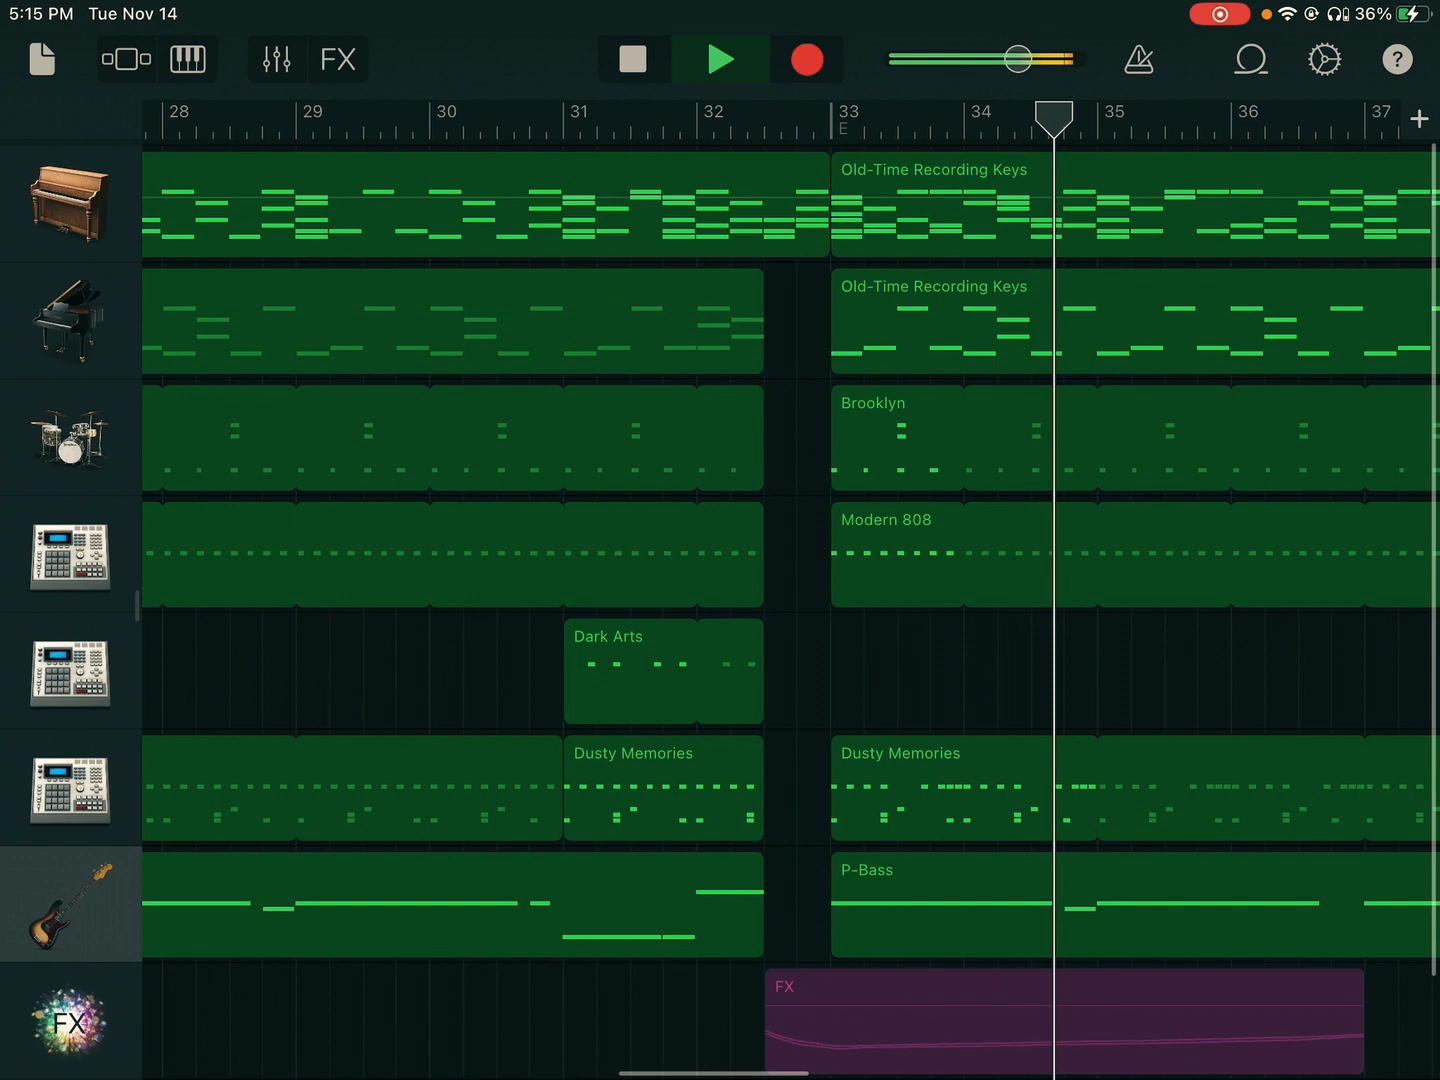 5:15 PM Tue Nov 14
36%
FX
?
28 29 30 31 32 33 34 35 36 37 +
E
Old-Time Recording Keys
Old-Time Recording Keys
Brooklyn
Modern 808
Dark Arts
Dusty Memories Dusty Memories
P-Bass
FX
FX